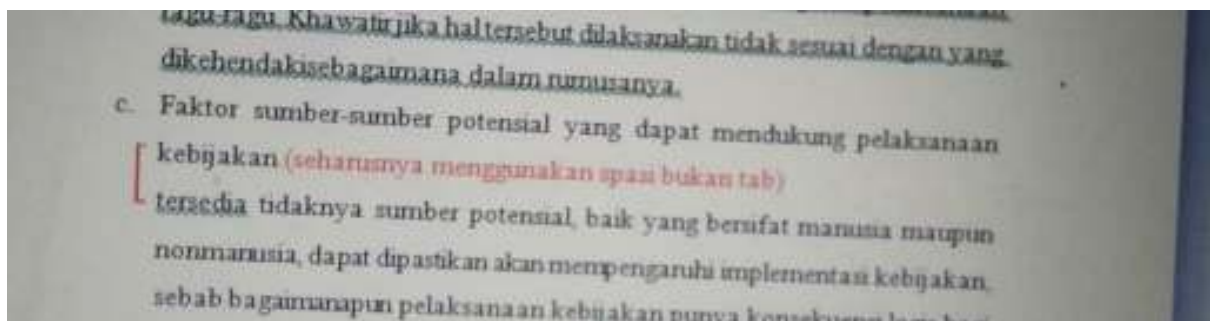 ragu-ragu. Khawatir jika hal tersebut dilaksanakan tidak sesuai dengan yang
dikehendakisebagaimana dalam rumusanya.
c. Faktor sumber-sumber potensial yang dapat mendukung pelaksanaan
kebijakan (seharusnya menggunakan spasi bukan tab)
tersedia tidaknya sumber potensial, baik yang bersifat manusia maupun
nonmanusia, dapat dipastikan akan mempengaruhi implementasi kebijakan,
sebab bagaimanapun pelaksanaan kebijakan punya konsekuensi